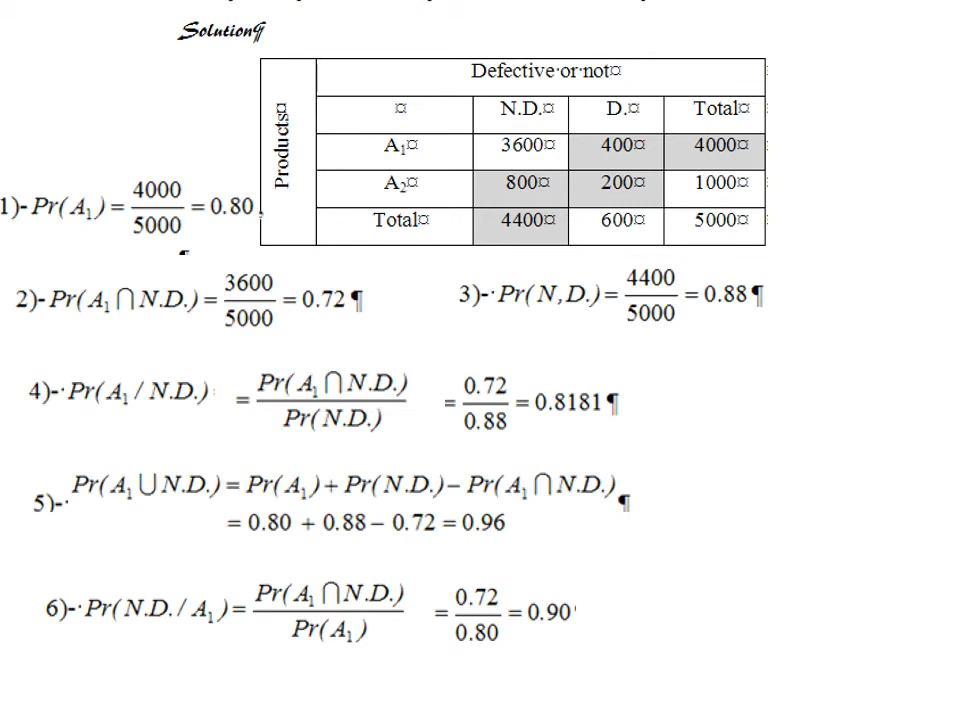 Solution¶
Products¤
Defective·or·not¤
¤ N.D.¤ D.¤ Total¤
A₁¤ 3600¤ 400¤ 4000¤
A₂¤ 800¤ 200¤ 1000¤
Total¤ 4400¤ 600¤ 5000¤
1)- Pr( A₁ ) = 4000/5000 = 0.80 ,
¶
2)- Pr( A₁ ⋂ N.D. ) = 3600/5000 = 0.72 ¶
3)-· Pr( N,D. ) = 4400/5000 = 0.88 ¶
4)-· Pr( A₁ / N.D. ) = Pr( A₁ ⋂ N.D. )/Pr( N.D. ) = 0.72/0.88 = 0.8181 ¶
5)-· Pr( A₁ ⋃ N.D. ) = Pr( A₁ ) + Pr( N.D. ) − Pr( A₁ ⋂ N.D. ) ¶
= 0.80 + 0.88 − 0.72 = 0.96
6)-· Pr( N.D. / A₁ ) = Pr( A₁ ⋂ N.D. )/Pr( A₁ ) = 0.72/0.80 = 0.90